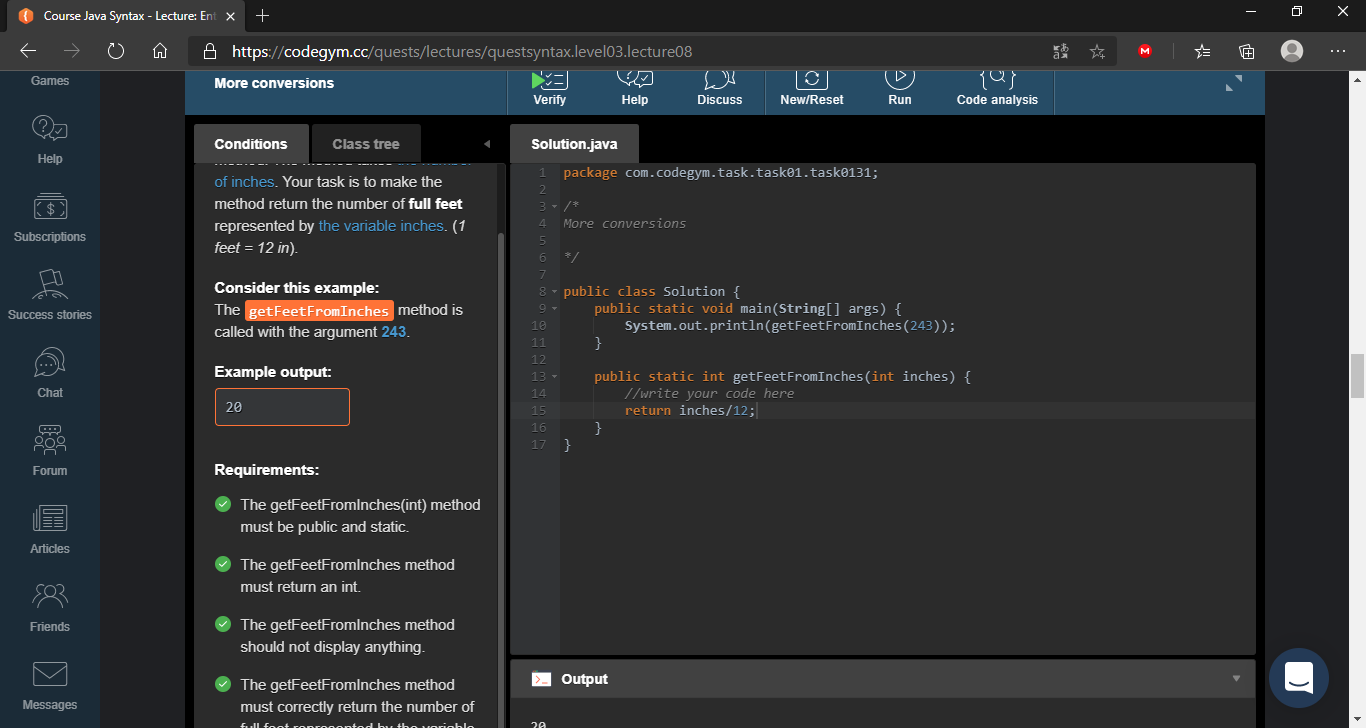 Course Java Syntax - Lecture: Ent
https://codegym.cc/quests/lectures/questsyntax.level03.lecture08
Games
Help
Subscriptions
Success stories
Chat
Forum
Articles
Friends
Messages
More conversions
Verify
Help
Discuss
New/Reset
Run
Code analysis
Conditions
Class tree
of inches. Your task is to make the
method return the number of full feet
represented by the variable inches. (1
feet = 12 in).
Consider this example:
The getFeetFromInches method is
called with the argument 243.
Example output:
20
Requirements:
The getFeetFromInches(int) method
must be public and static.
The getFeetFromInches method
must return an int.
The getFeetFromInches method
should not display anything.
The getFeetFromInches method
must correctly return the number of
full feet represented by the variable
Solution.java
1 package com.codegym.task.task01.task0131;
2
3 /*
4 More conversions
5
6 */
7
8 public class Solution {
9 public static void main(String[] args) {
10 System.out.println(getFeetFromInches(243));
11 }
12
13 public static int getFeetFromInches(int inches) {
14 //write your code here
15 return inches/12;
16 }
17 }
Output
20